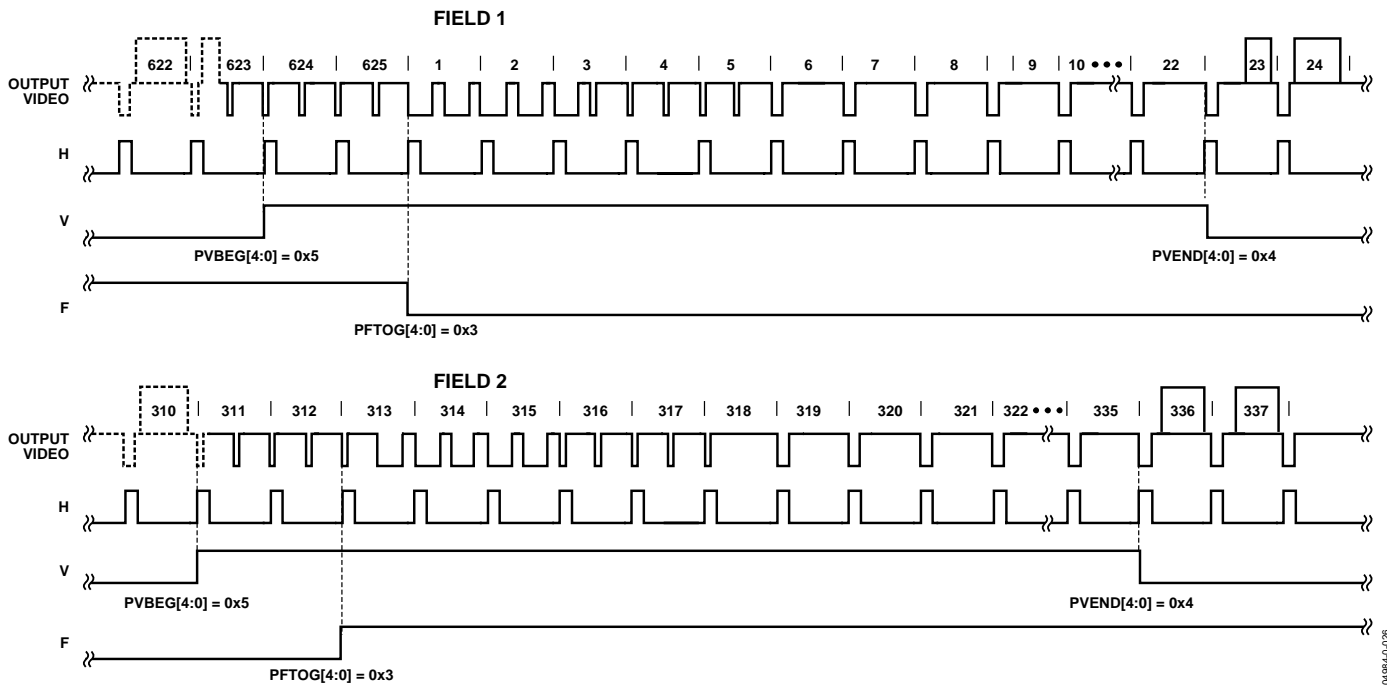 FIELD 1
622 623 624 625 1 2 3 4 5 6 7 8 9 10 ••• 22 23 24
OUTPUT
VIDEO
H
V
PVBEG[4:0] = 0x5
PVEND[4:0] = 0x4
F
PFTOG[4:0] = 0x3
FIELD 2
310 311 312 313 314 315 316 317 318 319 320 321 322 ••• 335 336 337
OUTPUT
VIDEO
H
V
PVBEG[4:0] = 0x5
PVEND[4:0] = 0x4
F
PFTOG[4:0] = 0x3
04984-0-026